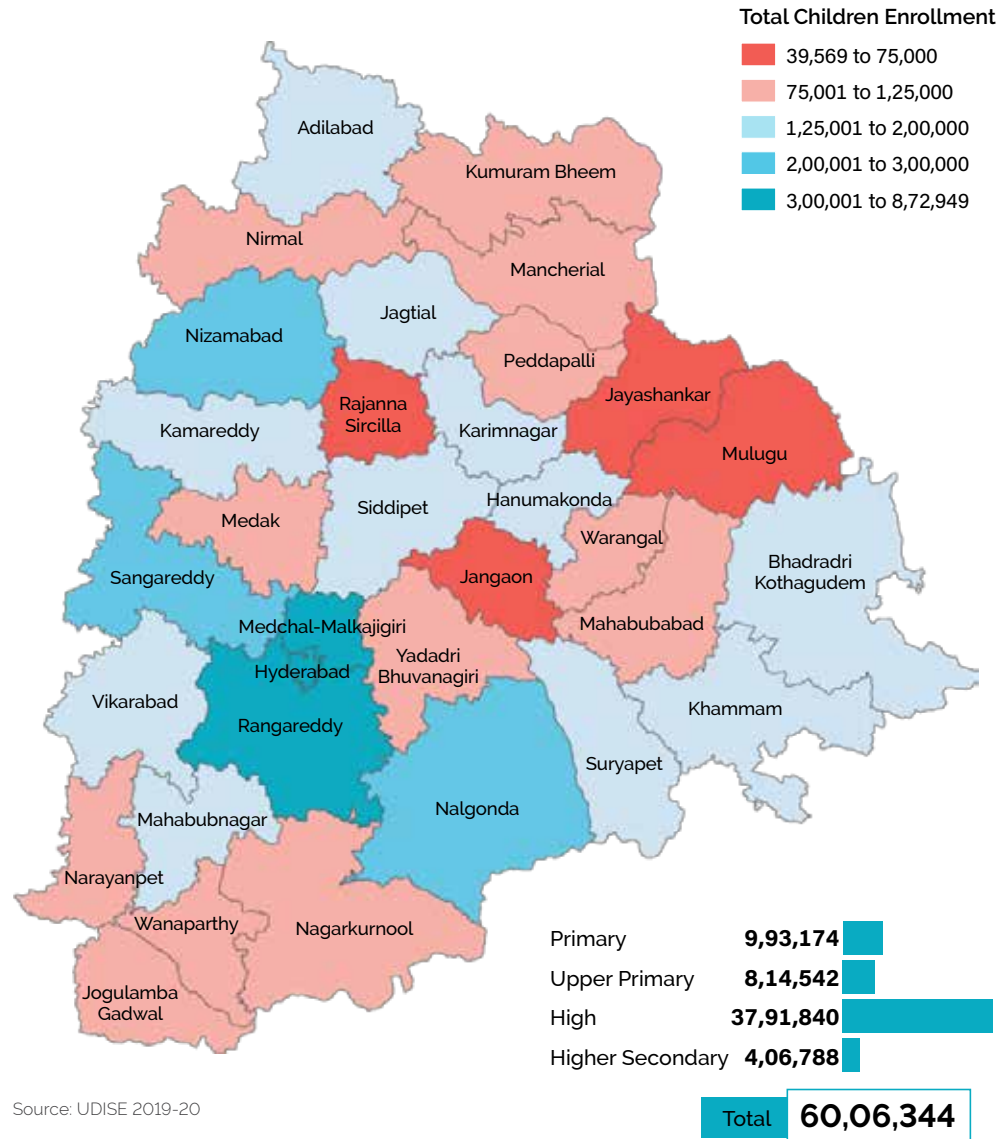 Total Children Enrollment
39,569 to 75,000
75,001 to 1,25,000
1,25,001 to 2,00,000
2,00,001 to 3,00,000
3,00,001 to 8,72,949
Adilabad
Kumuram Bheem
Nirmal
Mancherial
Jagtial
Nizamabad
Peddapalli
Jayashankar
Rajanna
Sircilla
Kamareddy
Karimnagar
Mulugu
Siddipet
Hanumakonda
Medak
Warangal
Bhadradri
Kothagudem
Sangareddy
Jangaon
Medchal-Malkajigiri
Mahabubabad
Yadadri
Bhuvanagiri
Hyderabad
Vikarabad
Khammam
Rangareddy
Suryapet
Nalgonda
Mahabubnagar
Narayanpet
Wanaparthy
Nagarkurnool
Jogulamba
Gadwal
Primary 9,93,174
Upper Primary 8,14,542
High 37,91,840
Higher Secondary 4,06,788
Total 60,06,344
Source: UDISE 2019-20